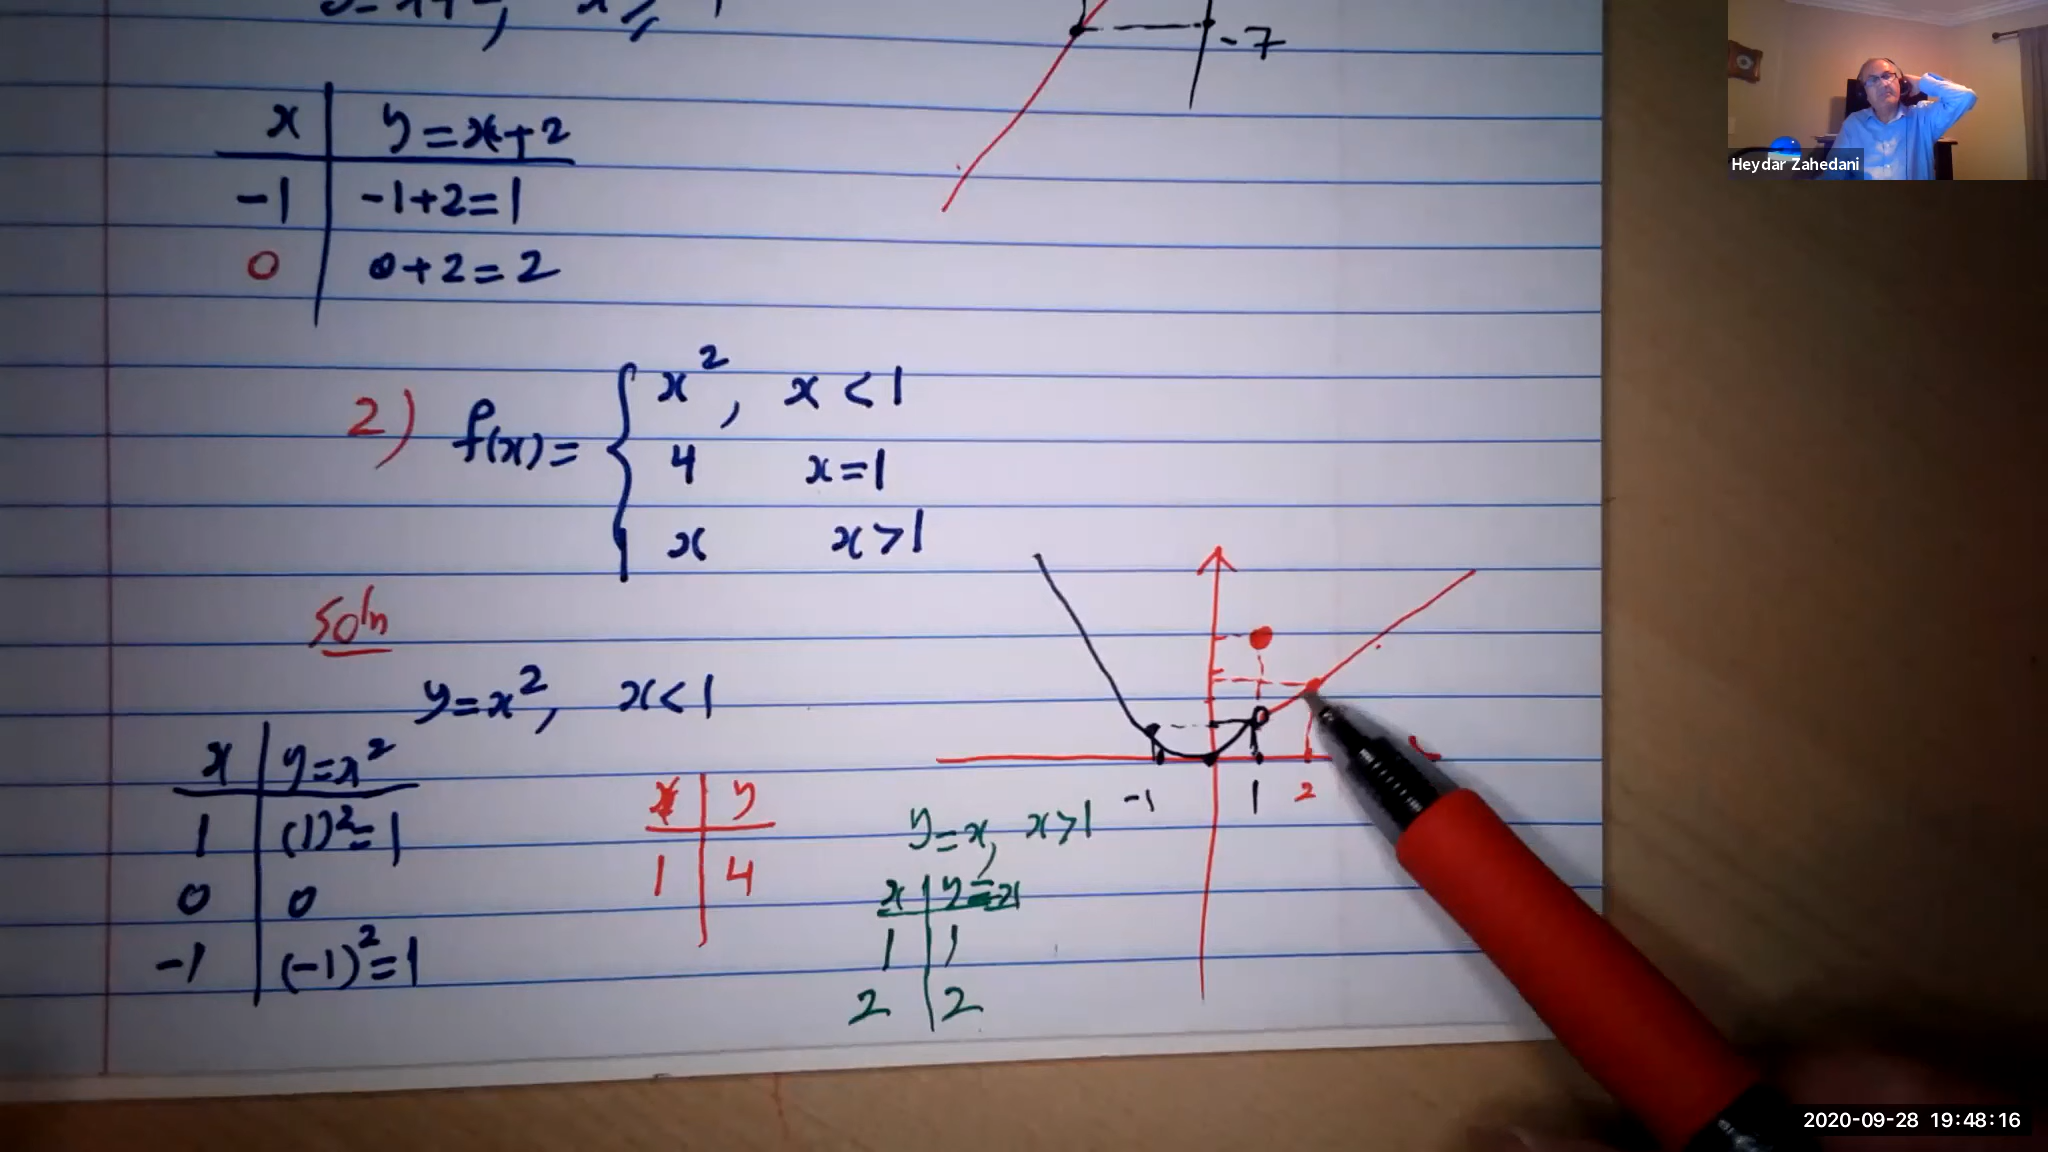 -7
x y=x+2
-1 -1+2=1
0 0+2=2
Heydar Zahedani
2) f(x)= { x², x<1
4 x=1
x x>1
Soln
y=x², x<1
x y=x²
1 (1)²=1
0 0
-1 (-1)²=1
x y
1 4
y=x, x>1
x y=x
1 1
2 2
-1 1 2
2020-09-28 19:48:16